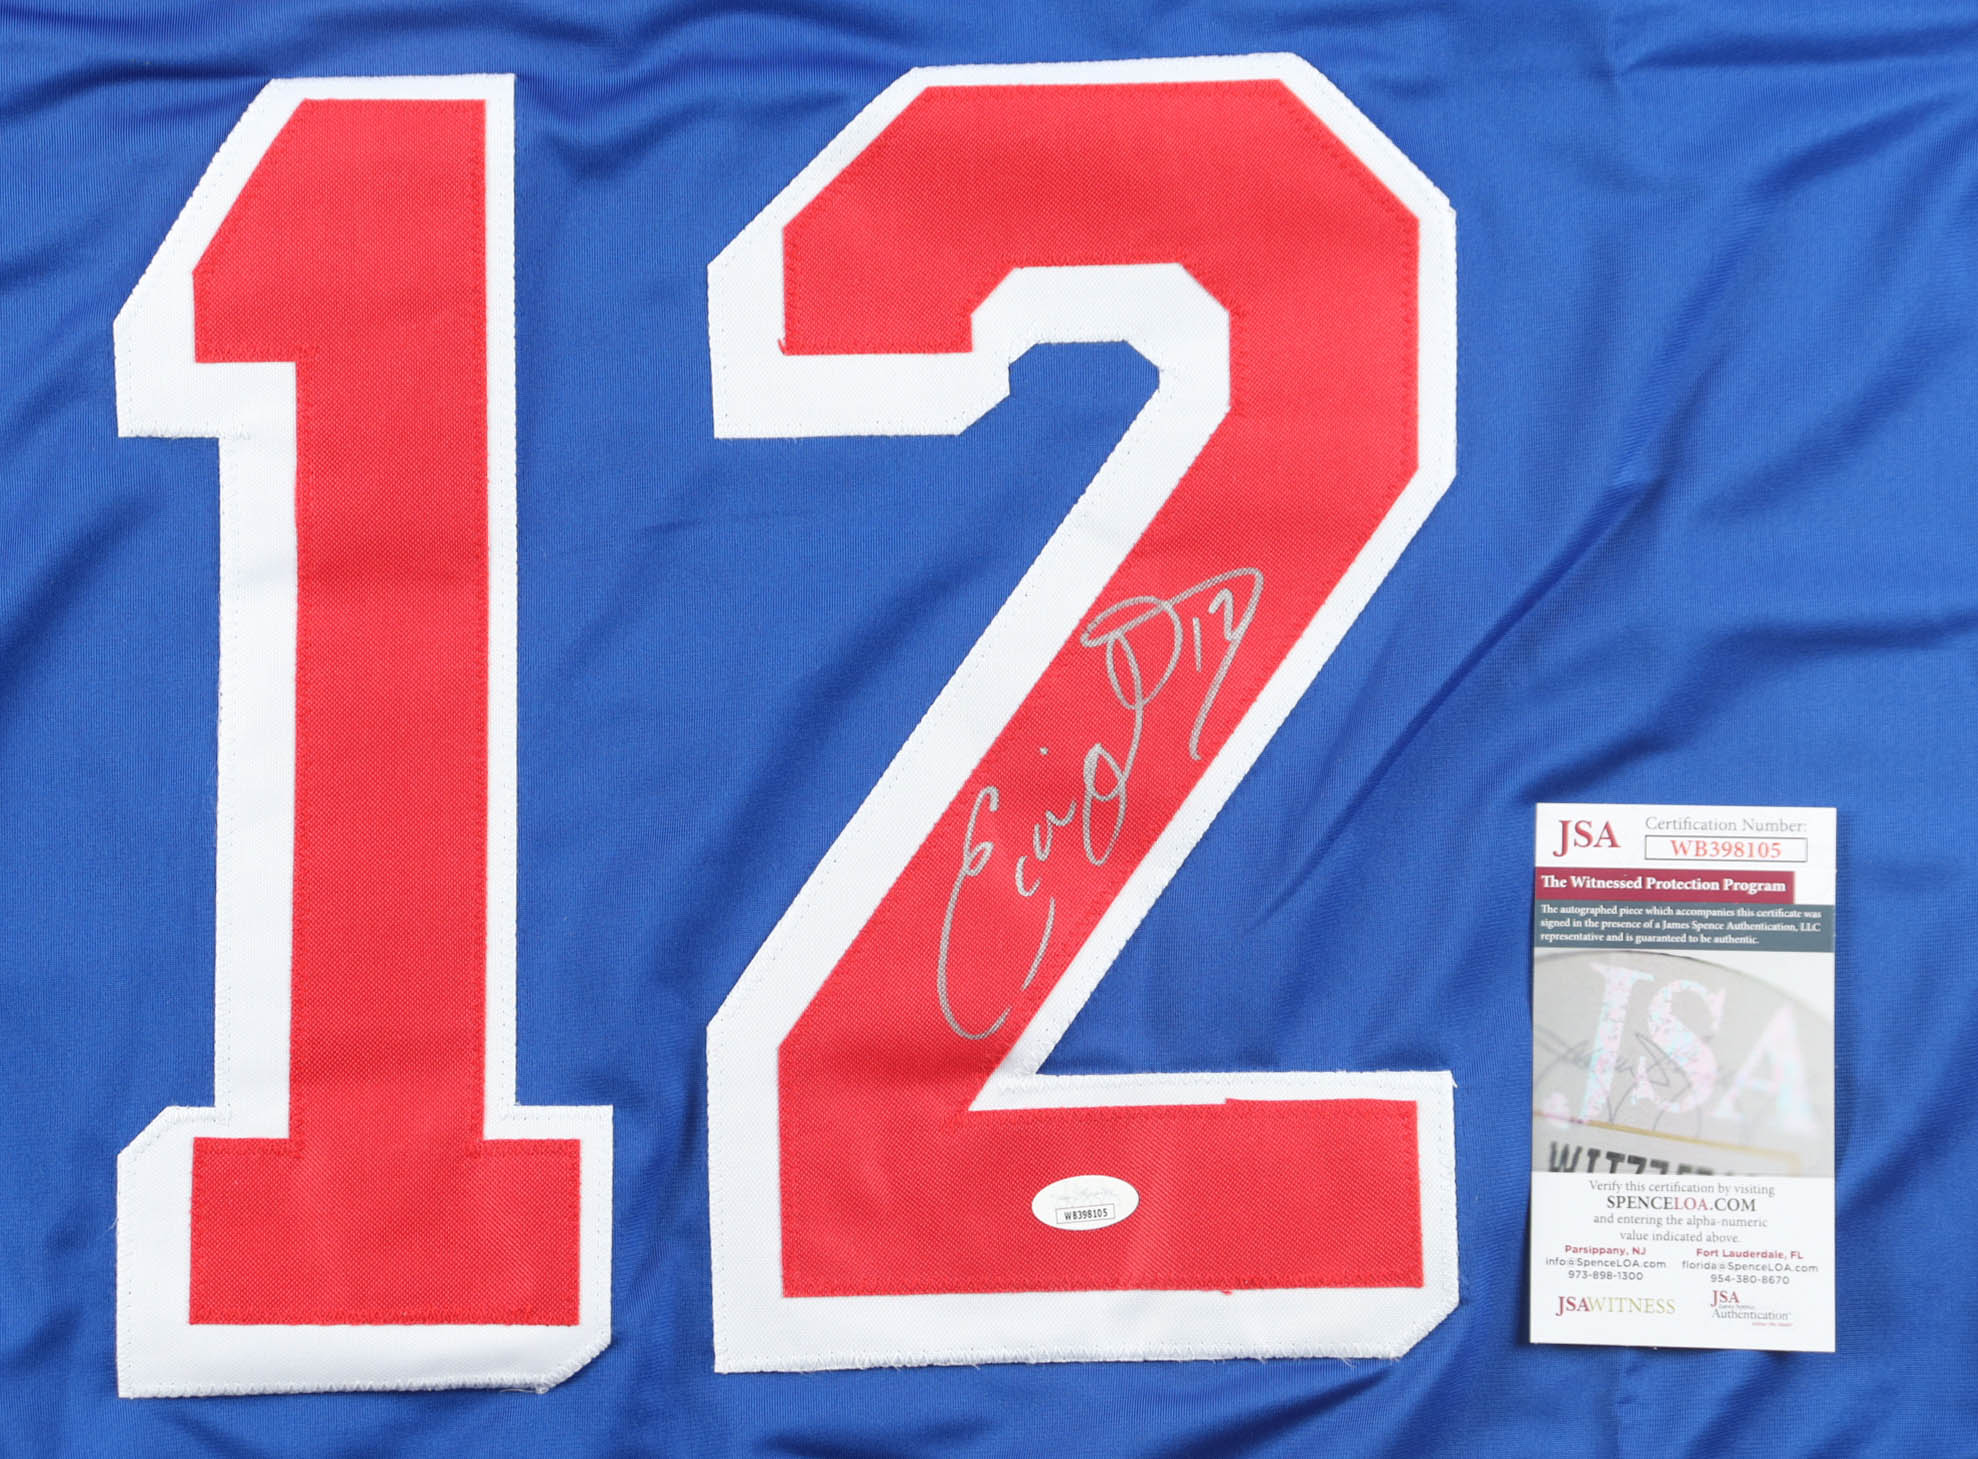 12
12
WB398105
JSA
Certification Number:
WB398105
The Witnessed Protection Program
The autographed piece which accompanies this certificate was
signed in the presence of a James Spence Authentication, LLC
representative and is guaranteed to be authentic.
JSA
Verify this certification by visiting
SPENCELOA.COM
and entering the alpha-numeric
value indicated above.
Parsippany, NJ
info@SpenceLOA.com
973-898-1300
Fort Lauderdale, FL
florida@SpenceLOA.com
954-380-8670
JSAWITNESS
JSA
Authentication